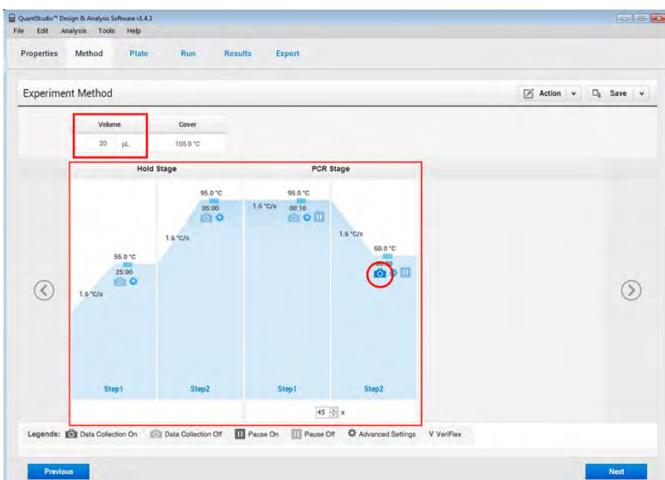 QuantStudio™ Design & Analysis Software v1.4.3
File Edit Analysis Tools Help
Properties Method Plate Run Results Export
Experiment Method
Action
Save
Volume Cover
20 µL 105.0 °C
Hold Stage PCR Stage
95.0 °C 95.0 °C
05:00 1.6 °C/s 00:10
1.6 °C/s 1.6 °C/s
60.0 °C
55.0 °C
25:00
1.6 °C/s
Step1 Step2 Step1 Step2
45 x
Legends: Data Collection On Data Collection Off Pause On Pause Off Advanced Settings V VeriFlex
Previous Next